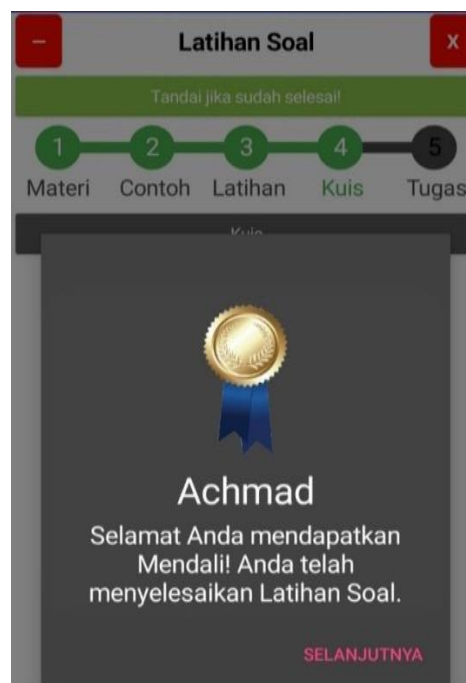 –
Latihan Soal
X
Tandai jika sudah selesai!
1 2 3 4 5
Materi Contoh Latihan Kuis Tugas
Kuis
Achmad
Selamat Anda mendapatkan
Mendali! Anda telah
menyelesaikan Latihan Soal.
SELANJUTNYA